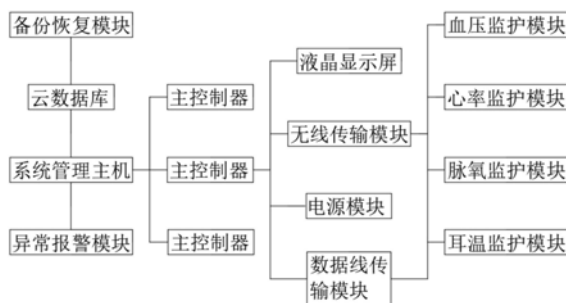 备份恢复模块
云数据库
系统管理主机
异常报警模块
主控制器
主控制器
主控制器
液晶显示屏
无线传输模块
电源模块
数据线传
输模块
血压监护模块
心率监护模块
脉氧监护模块
耳温监护模块